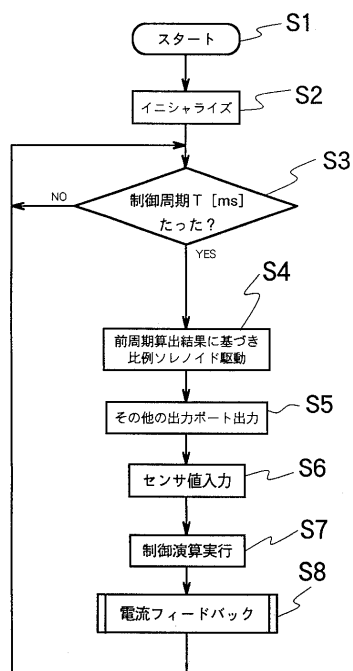 スタート
S1
イニシャライズ
S2
制御周期T [ms]
たった？
S3
NO
YES
前周期算出結果に基づき
比例ソレノイド駆動
S4
その他の出力ポート出力
S5
センサ値入力
S6
制御演算実行
S7
電流フィードバック
S8